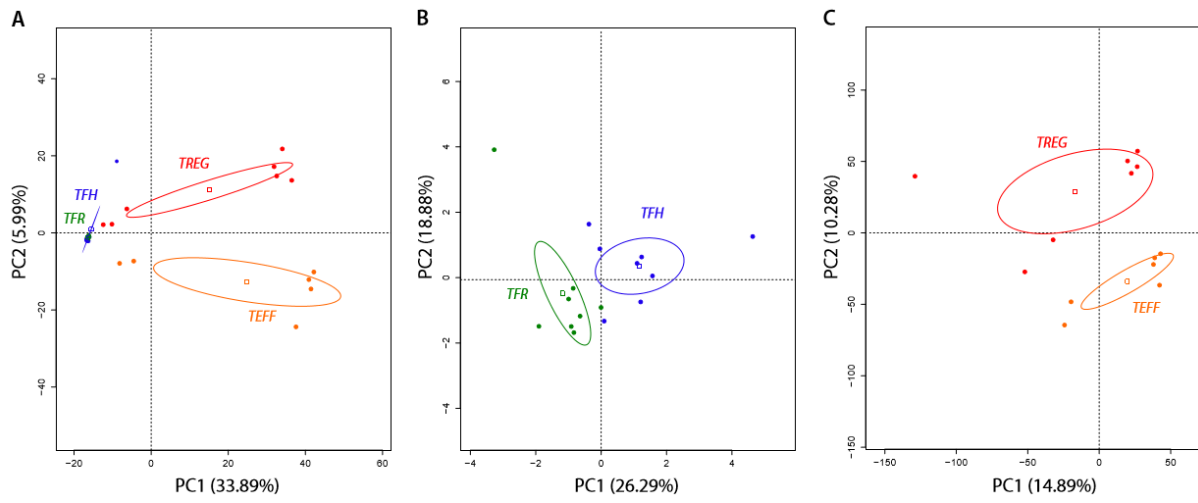 A
40
20
0
−20
−40
−20
0
20
40
60
PC2 (5.99%)
PC1 (33.89%)
TREG
TFH
TFR
TEFF
B
6
4
2
0
−2
−4
−4
−2
0
2
4
PC2 (18.88%)
PC1 (26.29%)
TFH
TFR
C
100
50
0
−50
−100
−150
−150
−100
−50
0
50
PC2 (10.28%)
PC1 (14.89%)
TREG
TEFF